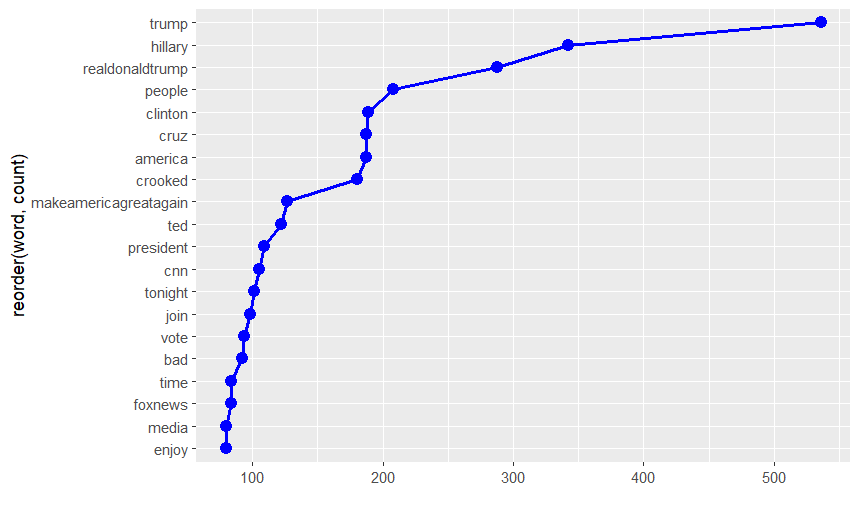 trump
hillary
realdonaldtrump
people
clinton
cruz
america
crooked
makeamericagreatagain
ted
president
cnn
tonight
join
vote
bad
time
foxnews
media
enjoy
reorder(word, count)
100 200 300 400 500